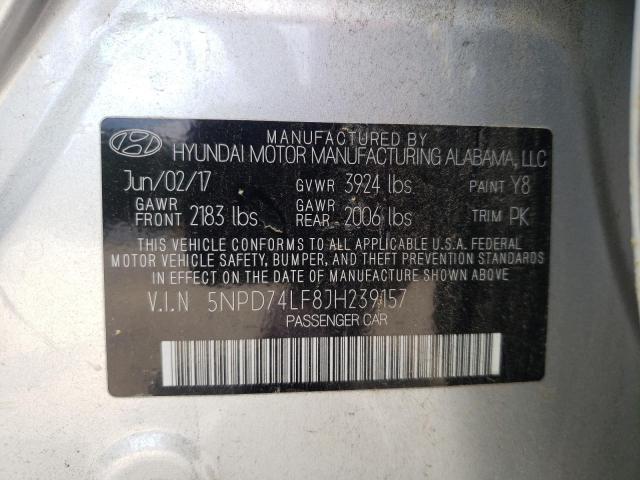 MANUFACTURED BY
HYUNDAI MOTOR MANUFACTURING ALABAMA, LLC
Jun/02/17 GVWR 3924 lbs PAINT Y8
GAWR FRONT 2183 lbs. GAWR REAR 2006 lbs TRIM PK
THIS VEHICLE CONFORMS TO ALL APPLICABLE U.S.A. FEDERAL
MOTOR VEHICLE SAFETY, BUMPER, AND THEFT PREVENTION STANDARDS
IN EFFECT ON THE DATE OF MANUFACTURE SHOWN ABOVE.
V.I.N 5NPD74LF8JH239157
PASSENGER CAR